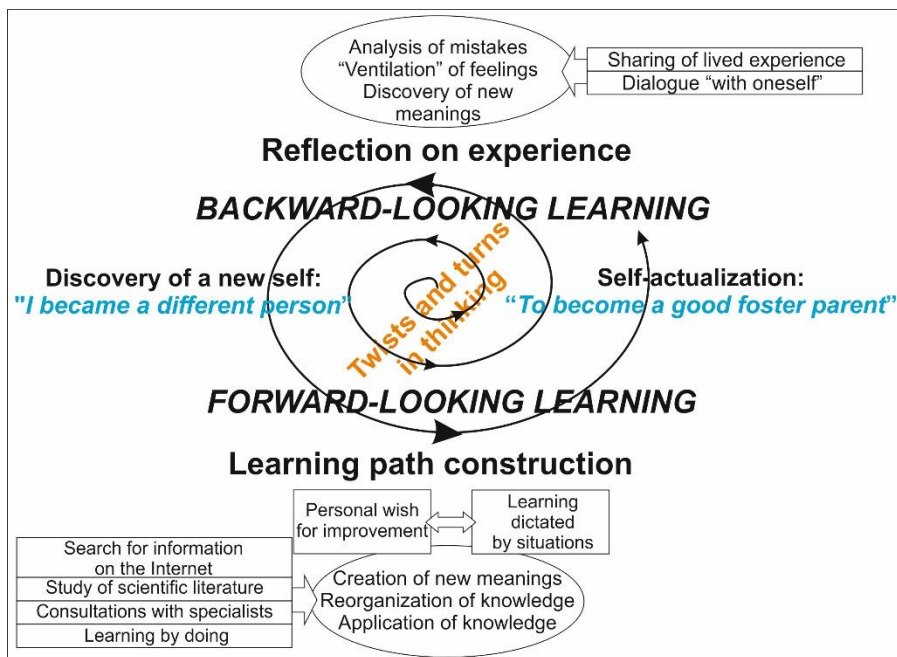 Analysis of mistakes
“Ventilation” of feelings
Discovery of new
meanings
Sharing of lived experience
Dialogue “with oneself”
Reflection on experience
BACKWARD-LOOKING LEARNING
Discovery of a new self:
"I became a different person”
Twists and turns
in thinking
Self-actualization:
“To become a good foster parent”
FORWARD-LOOKING LEARNING
Learning path construction
Personal wish
for improvement
Learning
dictated
by situations
Search for information
on the Internet
Study of scientific literature
Consultations with specialists
Learning by doing
Creation of new meanings
Reorganization of knowledge
Application of knowledge